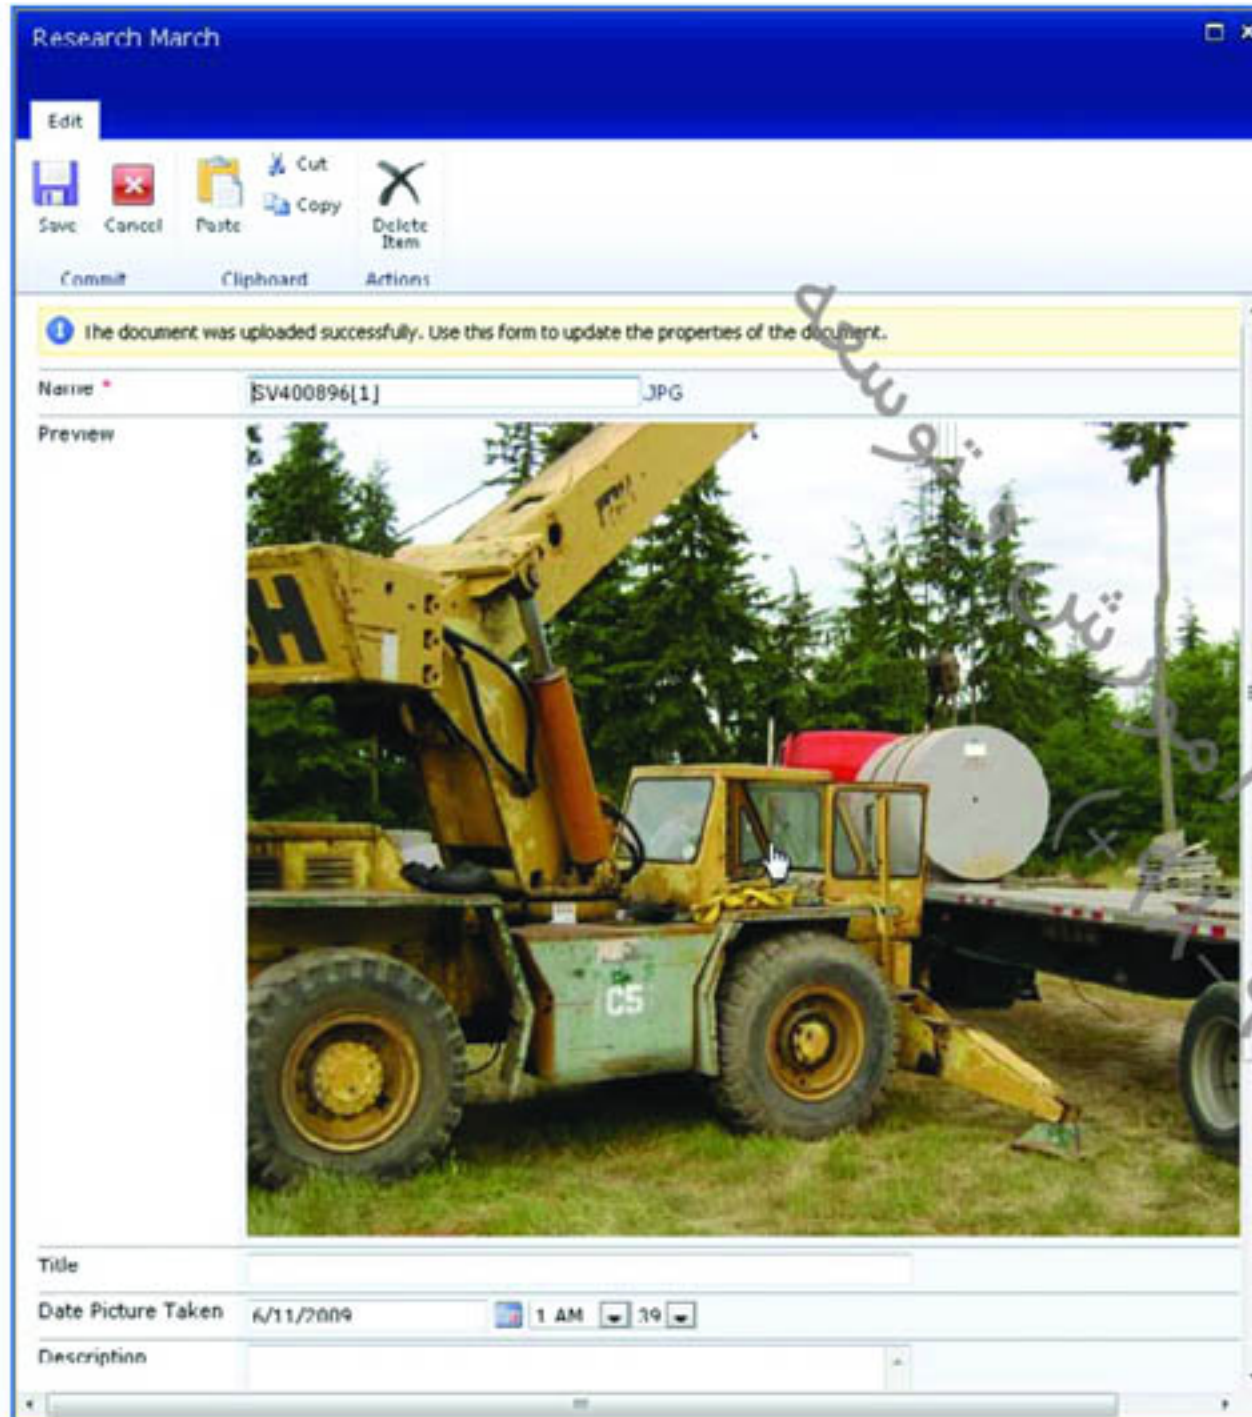 Research March
Edit
Save
Cancel
Paste
Cut
Copy
Delete
Item
Commit
Clipboard
Actions
The document was uploaded successfully. Use this form to update the properties of the document.
Name *
SV400896[1]
.JPG
Preview
توسعه
H
C5
Title
Date Picture Taken
6/11/2009
1 AM
39
Description